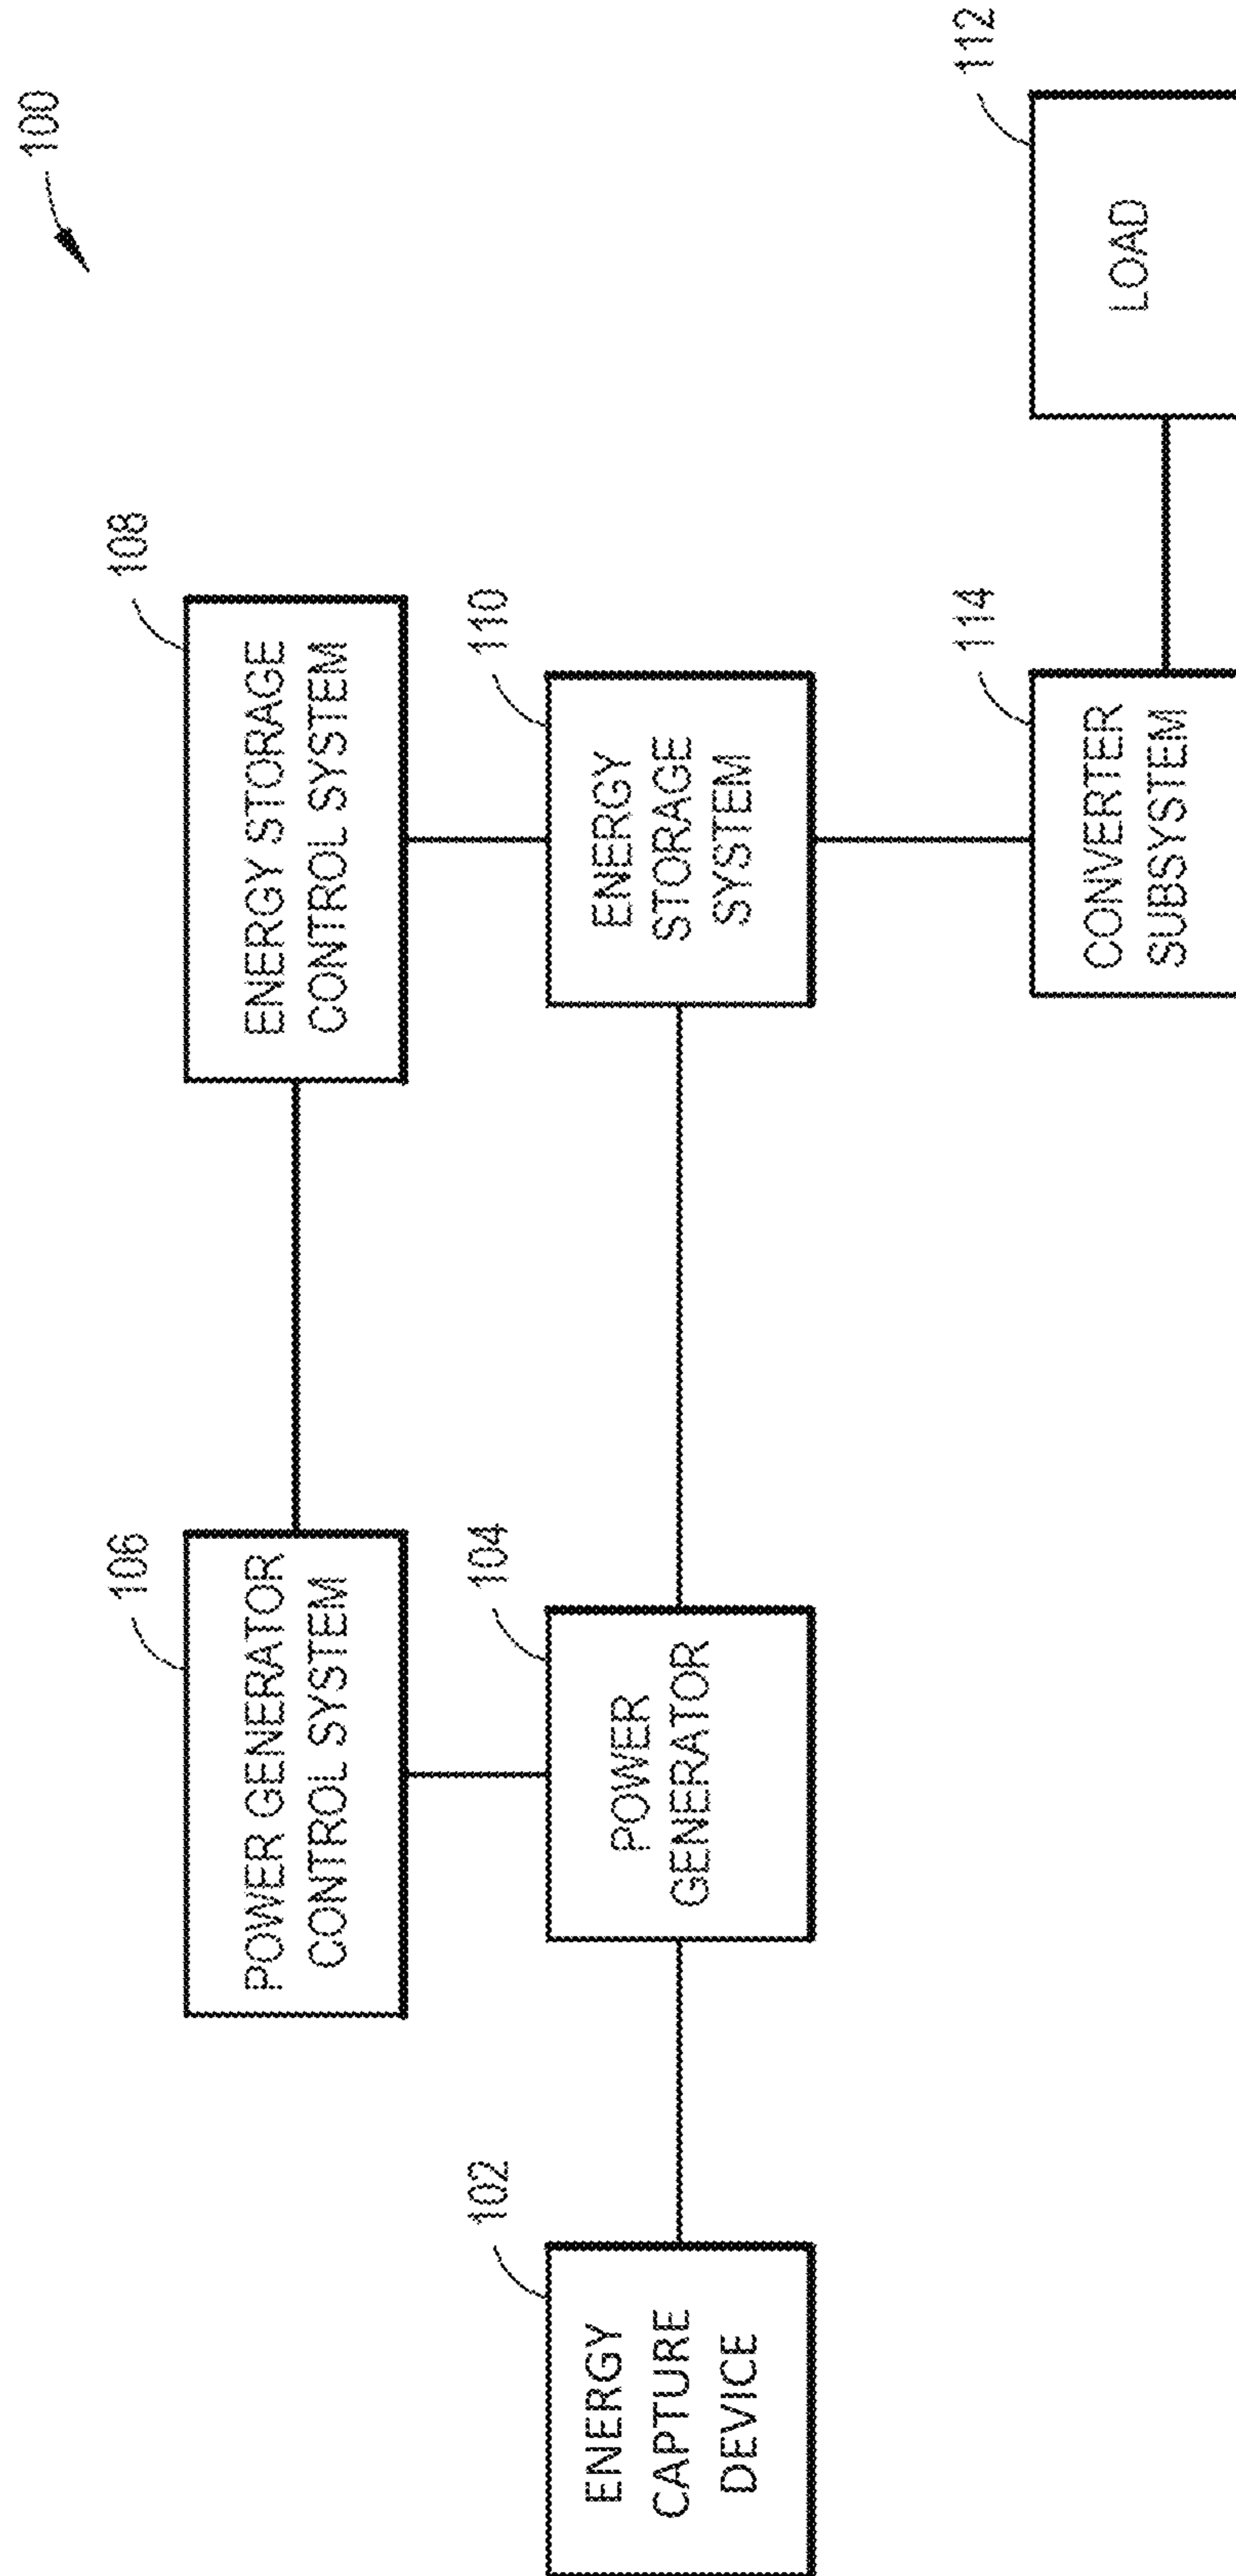 100
106
POWER GENERATOR
CONTROL SYSTEM
108
ENERGY STORAGE
CONTROL SYSTEM
102
ENERGY
CAPTURE
DEVICE
104
POWER
GENERATOR
110
ENERGY
STORAGE
SYSTEM
114
CONVERTER
SUBSYSTEM
112
LOAD